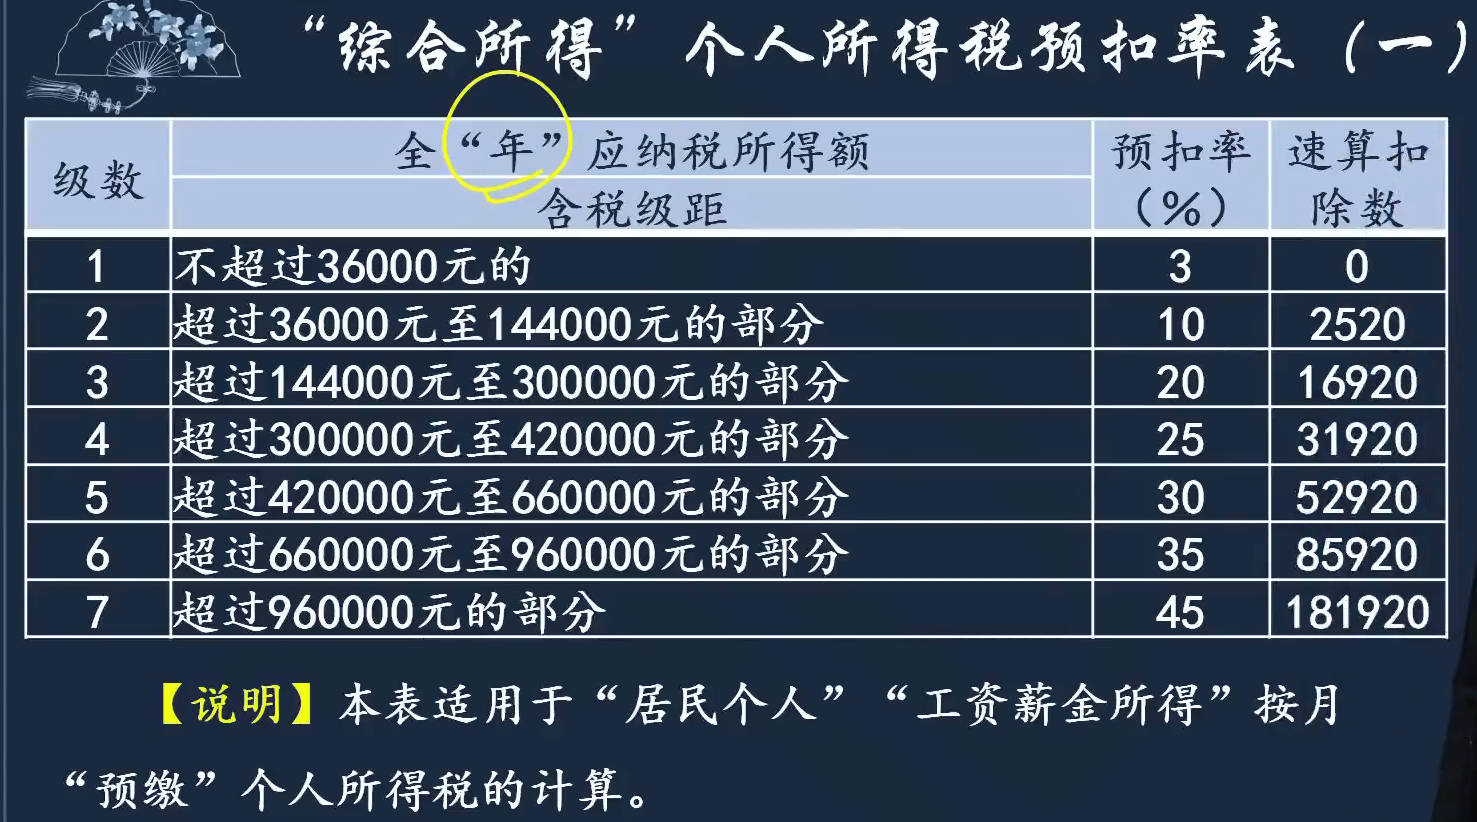 “综合所得”个人所得税预扣率表（一）
级数 全“年”应纳税所得额 预扣率（%） 速算扣除数
含税级距
1 不超过36000元的 3 0
2 超过36000元至144000元的部分 10 2520
3 超过144000元至300000元的部分 20 16920
4 超过300000元至420000元的部分 25 31920
5 超过420000元至660000元的部分 30 52920
6 超过660000元至960000元的部分 35 85920
7 超过960000元的部分 45 181920
【说明】本表适用于“居民个人”“工资薪金所得”按月
“预缴”个人所得税的计算。